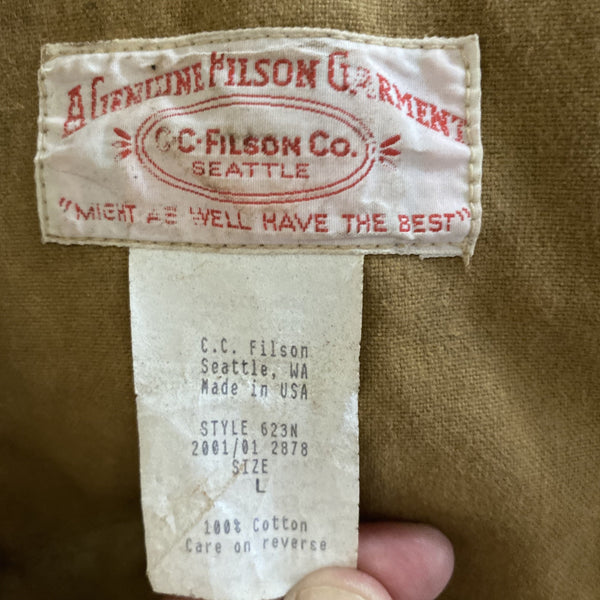 A GENUINE FILSON GARMENT
C·C·FILSON CO.
SEATTLE
"MIGHT AS WELL HAVE THE BEST"
C.C. Filson
Seattle, WA
Made in USA
STYLE 623N
2001/01 2878
SIZE
L
100% Cotton
Care on reverse